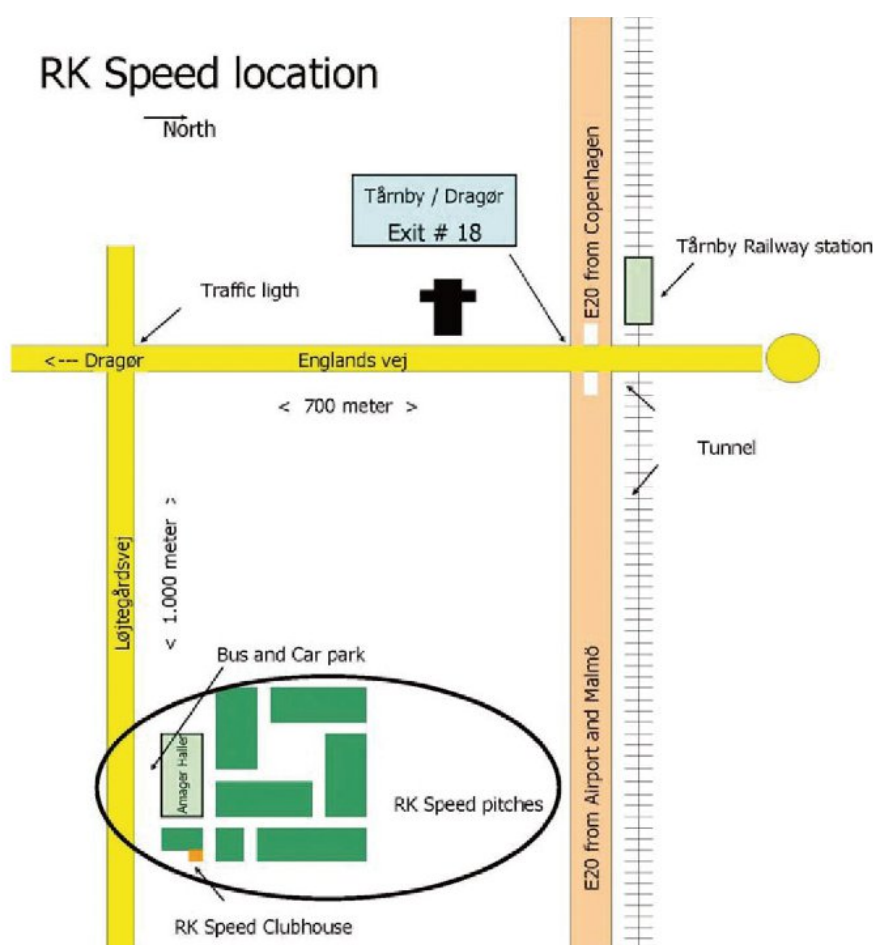 RK Speed location
North
Tårnby / Dragør
Exit # 18
E20 from Copenhagen
Tårnby Railway station
Traffic ligth
<--- Dragør
Englands vej
< 700 meter >
Tunnel
Løjtegårdsvej
< 1.000 meter >
Bus and Car park
Amager Haller
RK Speed pitches
E20 from Airport and Malmö
RK Speed Clubhouse